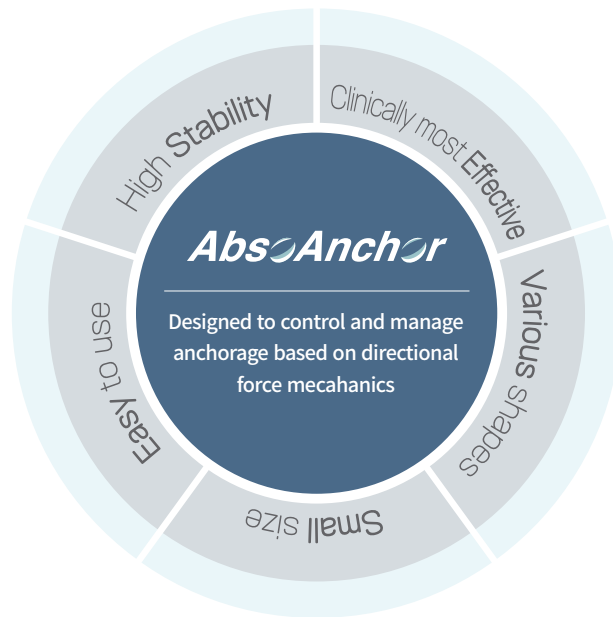 High Stability
Clinically most Effective
Various shapes
Small size
Easy to use
AbsoAnchor
Designed to control and manage
anchorage based on directional
force mecahanics